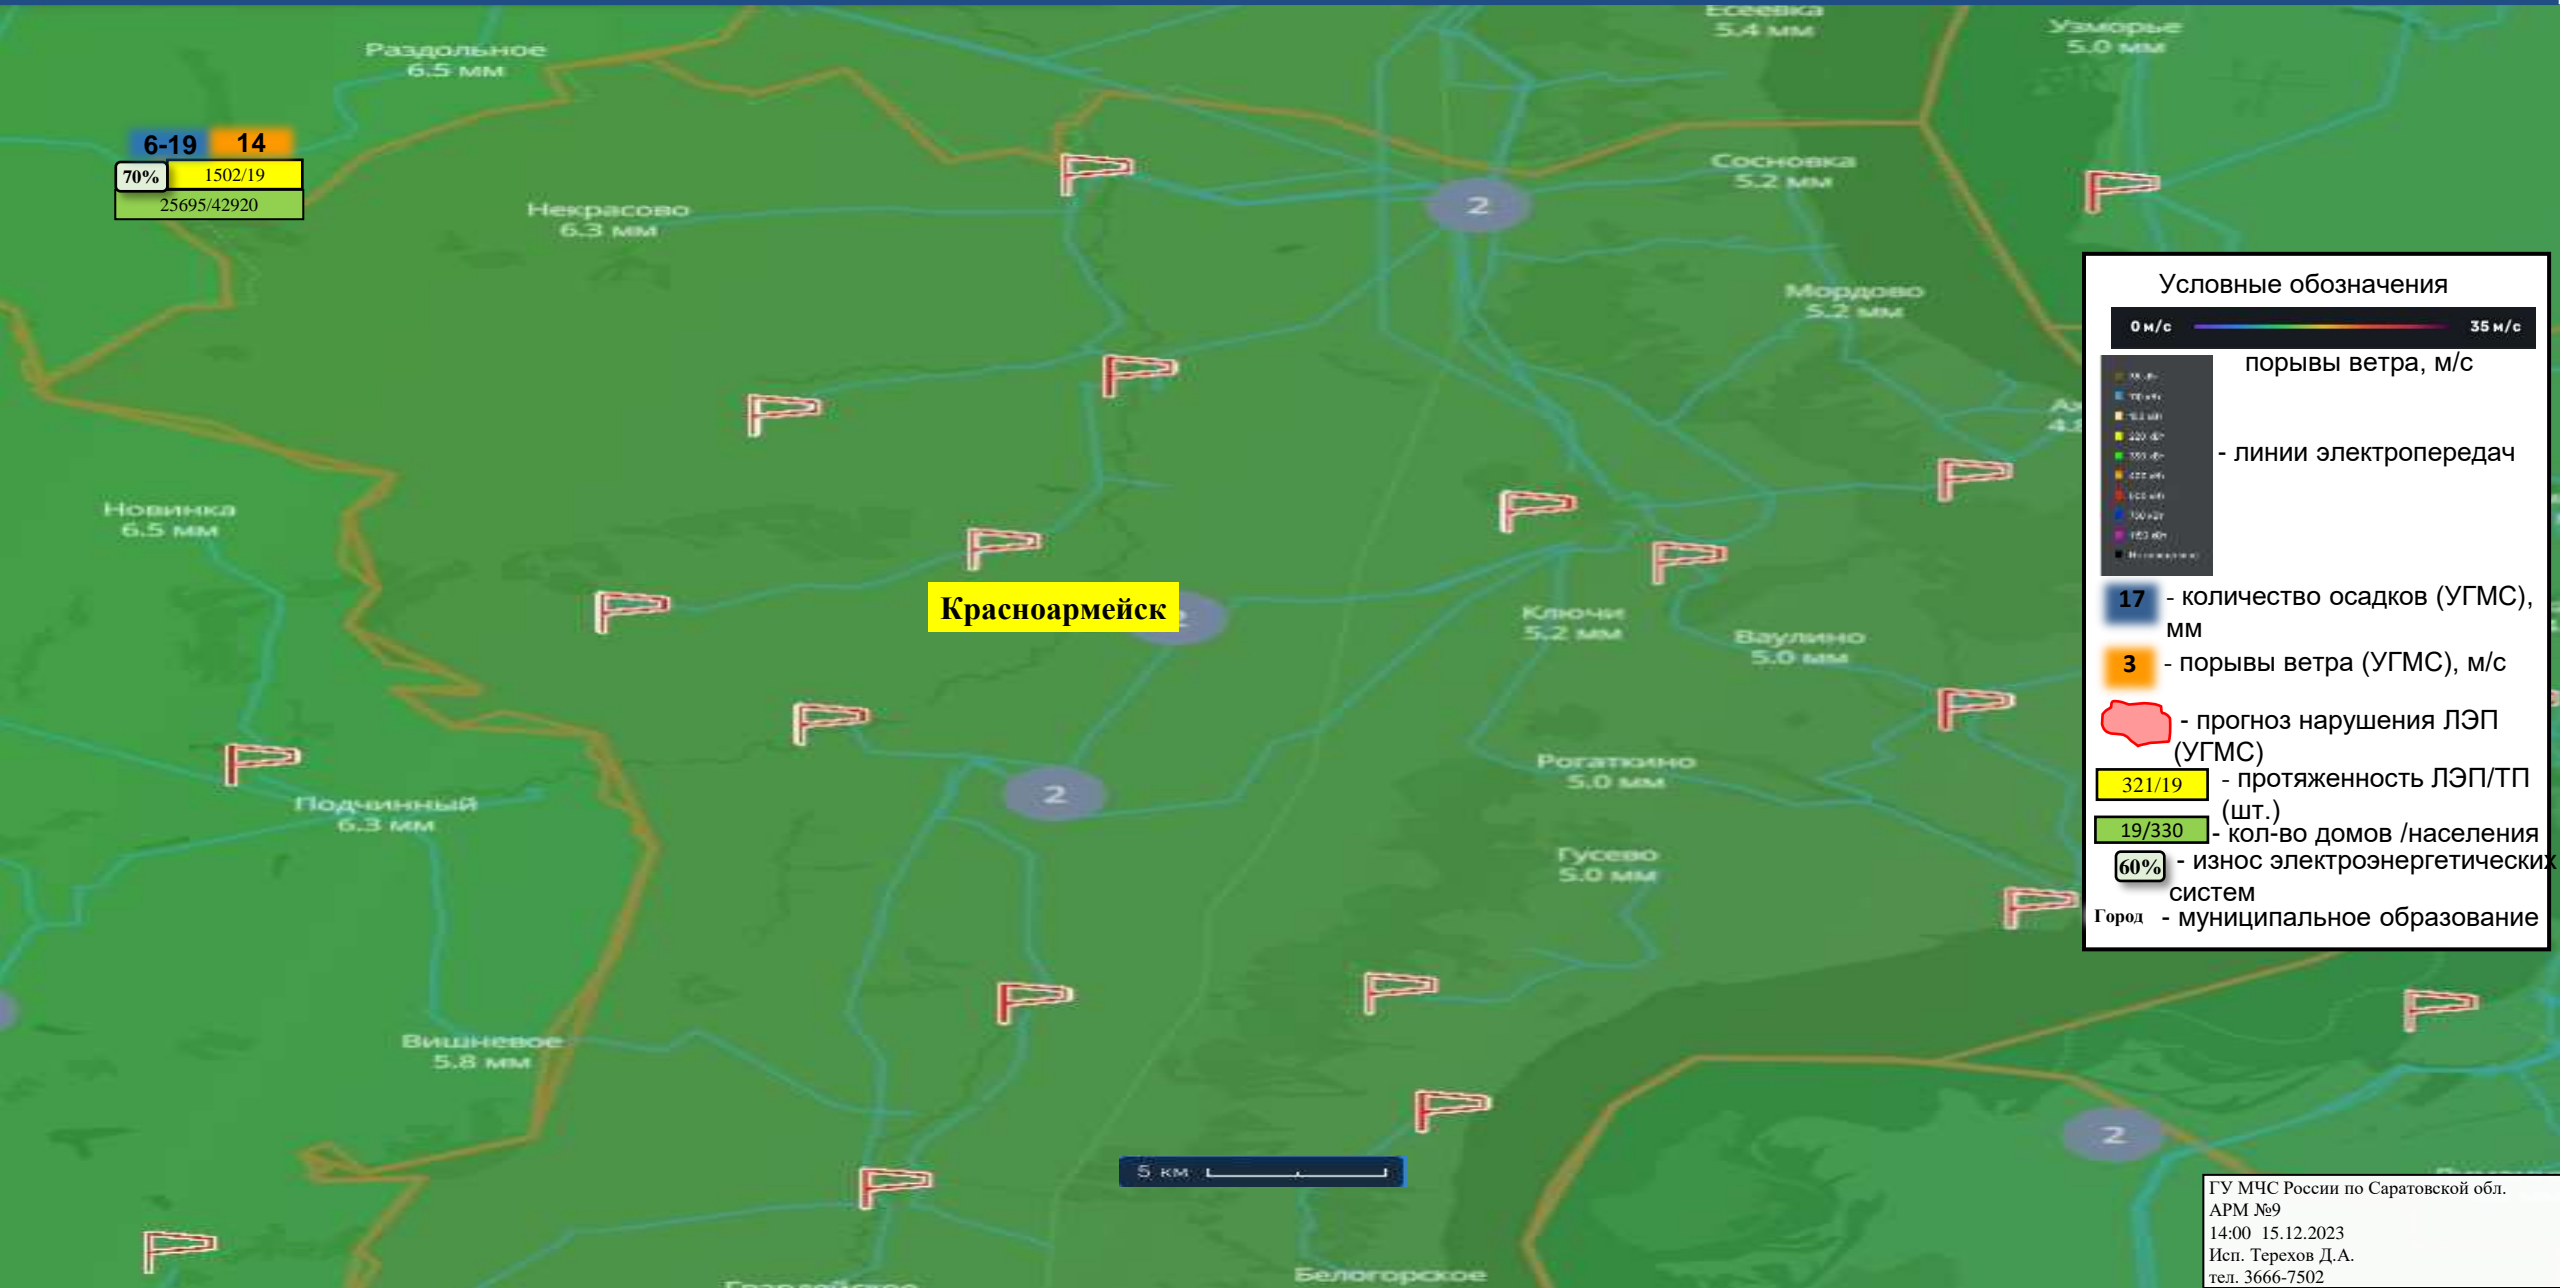 Раздольное
6.5 мм
Есеевка
5.4 мм
Узморье
5.0 мм
6-19 14
70% 1502/19
25695/42920
Некрасово
6.3 мм
Сосновка
5.2 мм
2
Мордово
5.2 мм
Новинка
6.5 мм
Красноармейск
Ключи
5.2 мм
Ваулино
5.0 мм
Рогаткино
5.0 мм
Подчинный
6.3 мм
2
Гусево
5.0 мм
Вишневое
5.8 мм
2
5 км
Белогорское
Условные обозначения
0 м/с 35 м/с
порывы ветра, м/с
- линии электропередач
17 - количество осадков (УГМС),
мм
3 - порывы ветра (УГМС), м/с
- прогноз нарушения ЛЭП
(УГМС)
321/19 - протяженность ЛЭП/ТП
(шт.)
19/330 - кол-во домов /населения
60% - износ электроэнергетических
систем
Город - муниципальное образование
ГУ МЧС России по Саратовской обл.
АРМ №9
14:00 15.12.2023
Исп. Терехов Д.А.
тел. 3666-7502